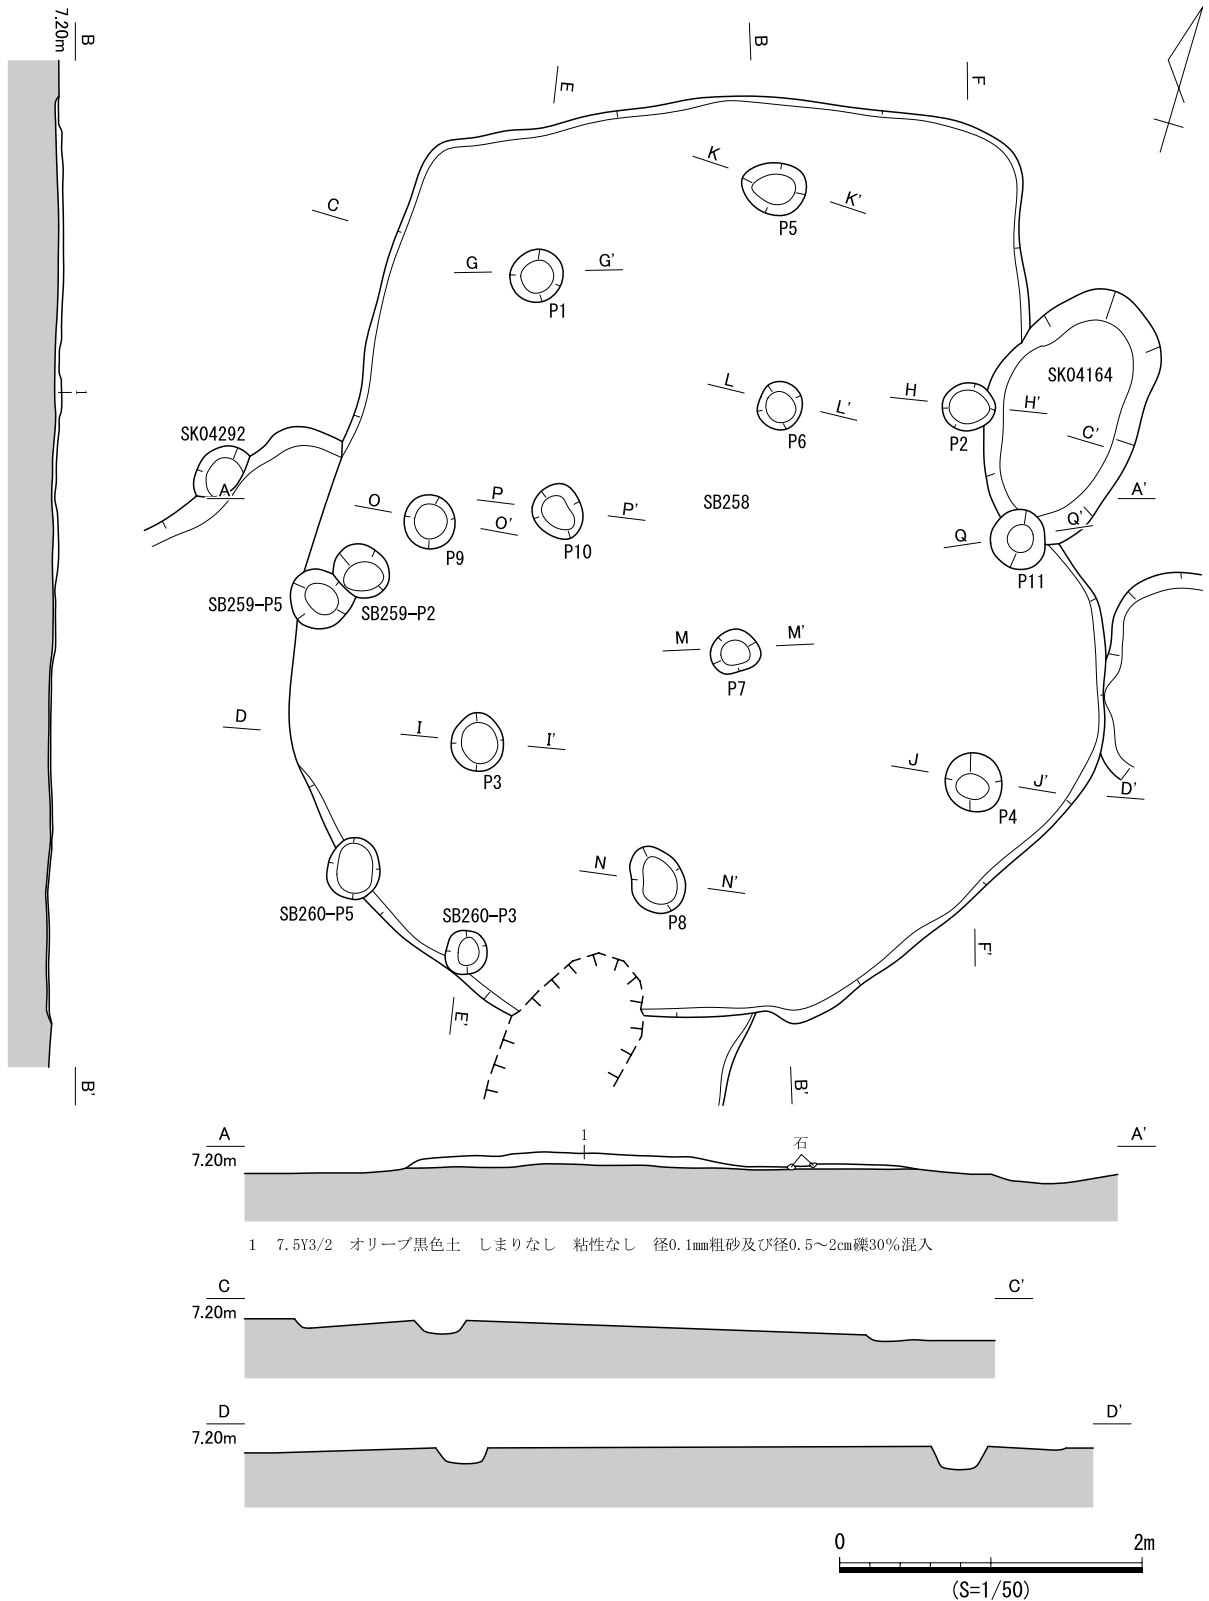 B
7.20m
B
E
F
K
K'
P5
C
G
G'
P1
SK04164
L
L'
P6
H
H'
P2
C'
SK04292
A
A'
O
O'
P9
P
P'
P10
SB258
Q
Q'
P11
SB259-P5
SB259-P2
M
M'
P7
D
I
I'
P3
J
J'
P4
D'
N
N'
P8
SB260-P5
SB260-P3
F'
E'
B'
B'
1
A
7.20m
1
石
A'
1 7.5Y3/2 オリーブ黒色土 しまりなし 粘性なし 径0.1mm粗砂及び径0.5～2cm礫30％混入
C
7.20m
C'
D
7.20m
D'
0 2m
(S=1/50)